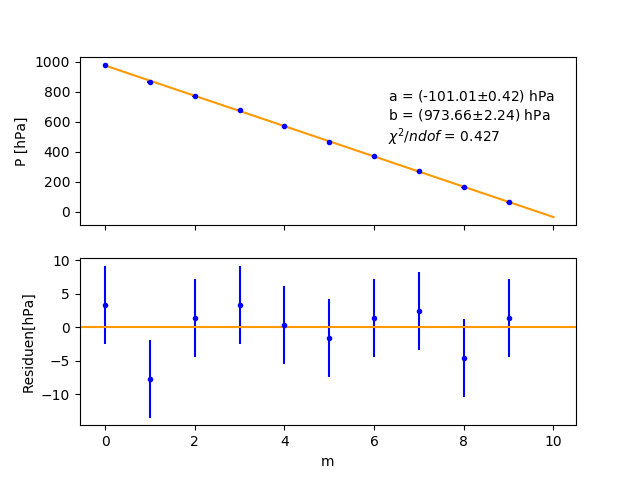 1000
800
600
400
200
0
P [hPa]
a = (-101.01±0.42) hPa
b = (973.66±2.24) hPa
χ²/ndof = 0.427
10
5
0
−5
−10
Residuen[hPa]
0 2 4 6 8 10
m